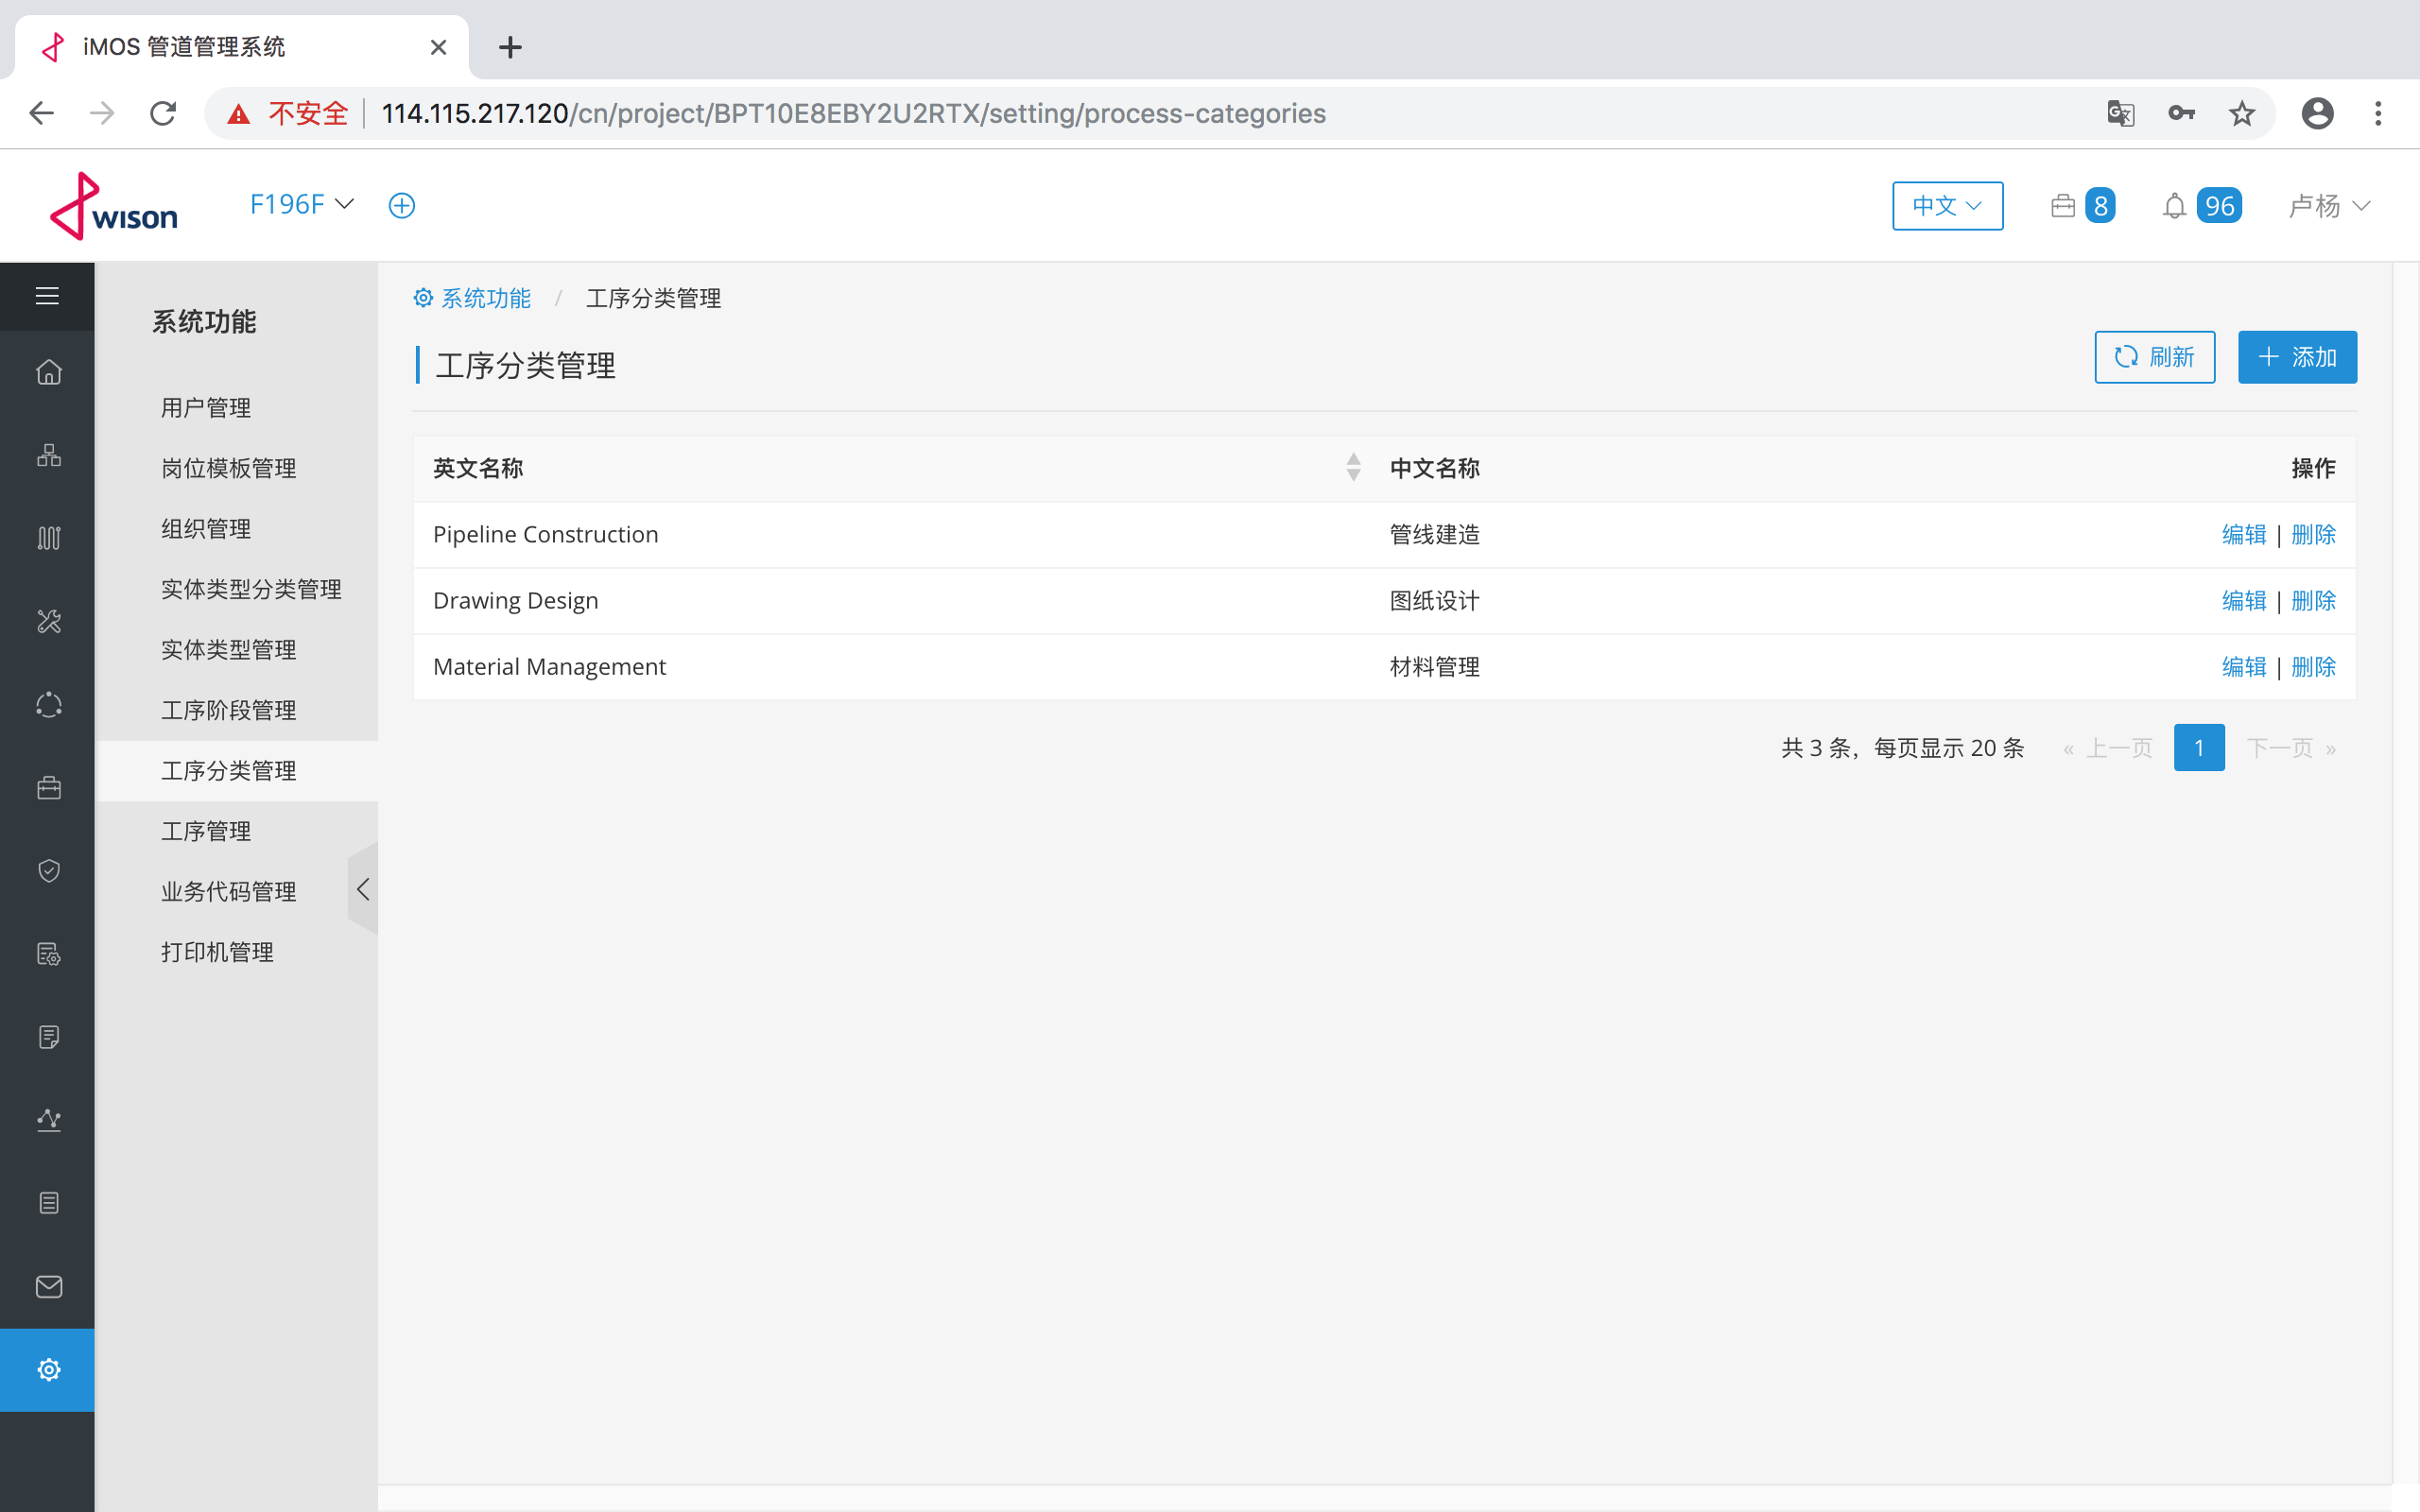 iMOS 管道管理系统
不安全 114.115.217.120/cn/project/BPT10E8EBY2U2RTX/setting/process-categories
wison F196F 中文 8 96 卢杨
系统功能
用户管理
岗位模板管理
组织管理
实体类型分类管理
实体类型管理
工序阶段管理
工序分类管理
工序管理
业务代码管理
打印机管理
系统功能 / 工序分类管理
工序分类管理 刷新 添加
英文名称 中文名称 操作
Pipeline Construction 管线建造 编辑 | 删除
Drawing Design 图纸设计 编辑 | 删除
Material Management 材料管理 编辑 | 删除
共 3 条，每页显示 20 条 « 上一页 1 下一页 »